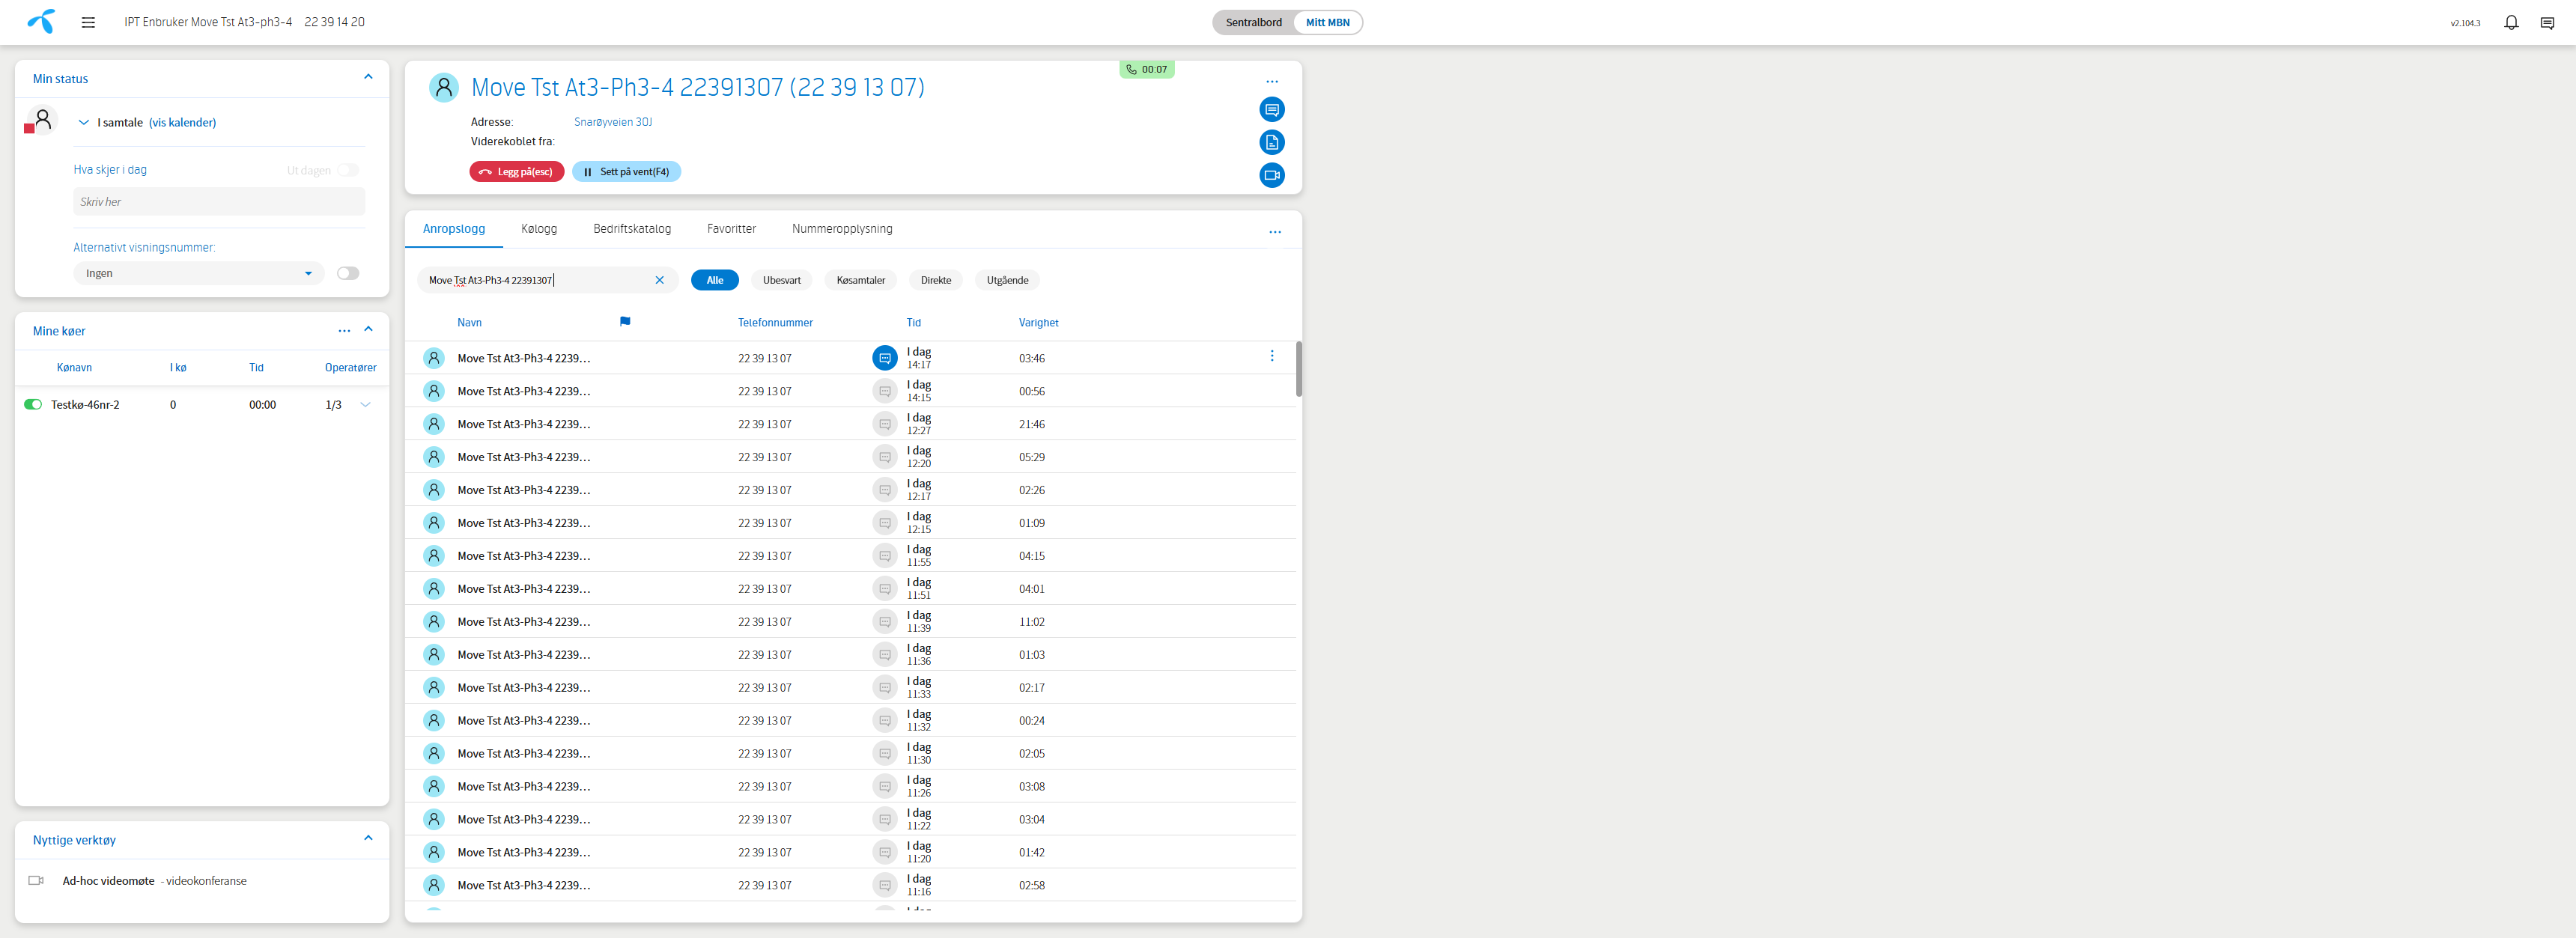 IPT Enbruker Move Tst At3-ph3-4 22 39 14 20
Sentralbord Mitt MBN
v2.104.3
Min status
I samtale (vis kalender)
Hva skjer i dag Ut dagen
Skriv her
Alternativt visningsnummer:
Ingen
Mine køer
Kønavn I kø Tid Operatører
Testkø-46nr-2 0 00:00 1/3
Nyttige verktøy
Ad-hoc videomøte - videokonferanse
00:07
Move Tst At3-Ph3-4 22391307 (22 39 13 07)
Adresse: Snarøyveien 30J
Viderekoblet fra:
Legg på(esc) Sett på vent(F4)
Anropslogg Kølogg Bedriftskatalog Favoritter Nummeropplysning
Move Tst At3-Ph3-4 22391307 Alle Ubesvart Køsamtaler Direkte Utgående
Navn Telefonnummer Tid Varighet
Move Tst At3-Ph3-4 2239... 22 39 13 07 I dag 14:17 03:46
Move Tst At3-Ph3-4 2239... 22 39 13 07 I dag 14:15 00:56
Move Tst At3-Ph3-4 2239... 22 39 13 07 I dag 12:27 21:46
Move Tst At3-Ph3-4 2239... 22 39 13 07 I dag 12:20 05:29
Move Tst At3-Ph3-4 2239... 22 39 13 07 I dag 12:17 02:26
Move Tst At3-Ph3-4 2239... 22 39 13 07 I dag 12:15 01:09
Move Tst At3-Ph3-4 2239... 22 39 13 07 I dag 11:55 04:15
Move Tst At3-Ph3-4 2239... 22 39 13 07 I dag 11:51 04:01
Move Tst At3-Ph3-4 2239... 22 39 13 07 I dag 11:39 11:02
Move Tst At3-Ph3-4 2239... 22 39 13 07 I dag 11:36 01:03
Move Tst At3-Ph3-4 2239... 22 39 13 07 I dag 11:33 02:17
Move Tst At3-Ph3-4 2239... 22 39 13 07 I dag 11:32 00:24
Move Tst At3-Ph3-4 2239... 22 39 13 07 I dag 11:30 02:05
Move Tst At3-Ph3-4 2239... 22 39 13 07 I dag 11:26 03:08
Move Tst At3-Ph3-4 2239... 22 39 13 07 I dag 11:22 03:04
Move Tst At3-Ph3-4 2239... 22 39 13 07 I dag 11:20 01:42
Move Tst At3-Ph3-4 2239... 22 39 13 07 I dag 11:16 02:58